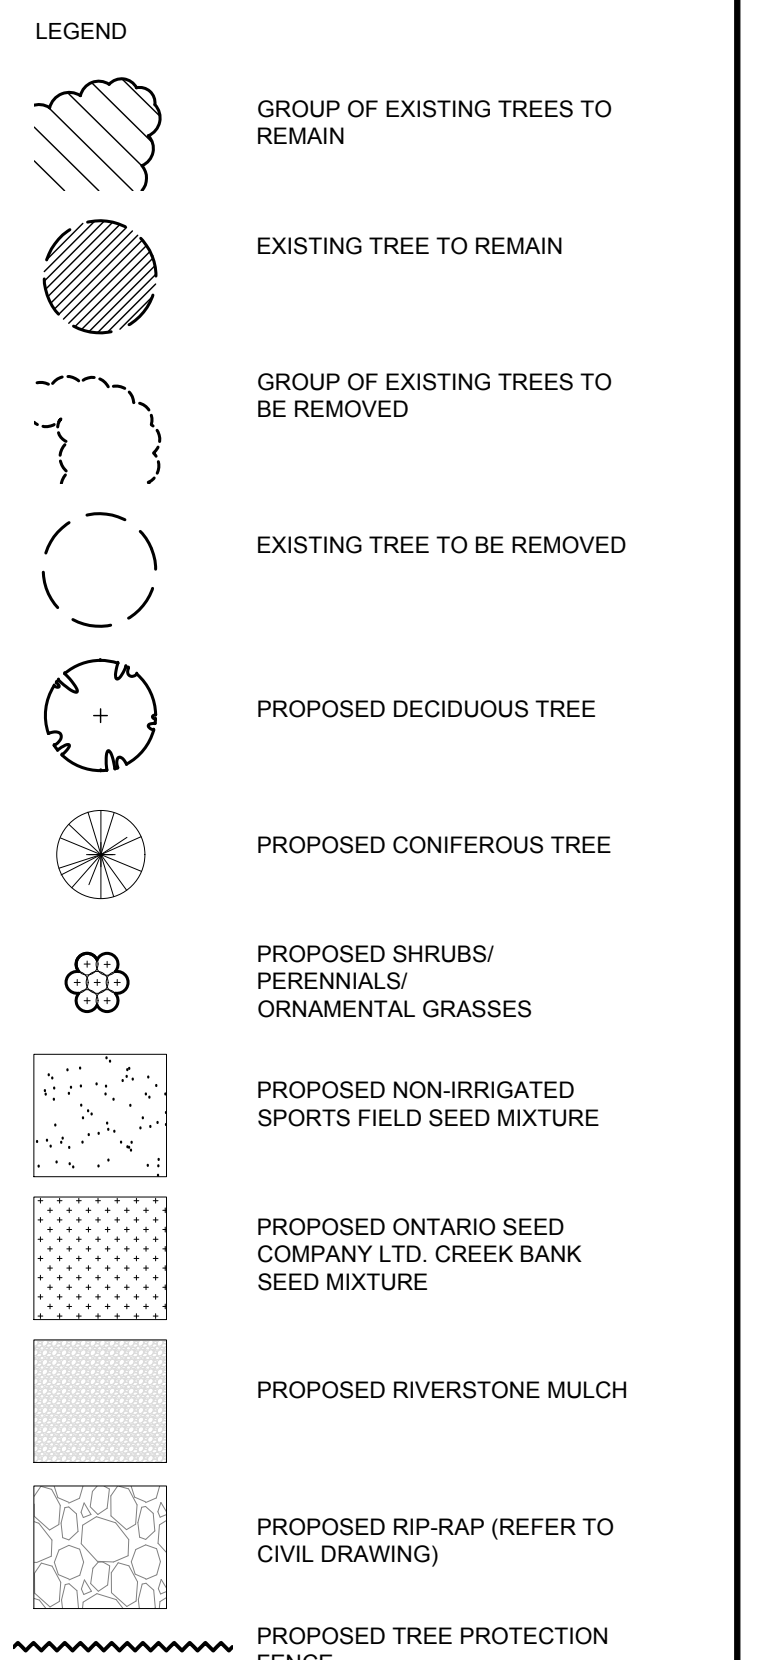 LEGEND
GROUP OF EXISTING TREES TO
REMAIN
EXISTING TREE TO REMAIN
GROUP OF EXISTING TREES TO
BE REMOVED
EXISTING TREE TO BE REMOVED
PROPOSED DECIDUOUS TREE
PROPOSED CONIFEROUS TREE
PROPOSED SHRUBS/
PERENNIALS/
ORNAMENTAL GRASSES
PROPOSED NON-IRRIGATED
SPORTS FIELD SEED MIXTURE
PROPOSED ONTARIO SEED
COMPANY LTD. CREEK BANK
SEED MIXTURE
PROPOSED RIVERSTONE MULCH
PROPOSED RIP-RAP (REFER TO
CIVIL DRAWING)
PROPOSED TREE PROTECTION
FENCE